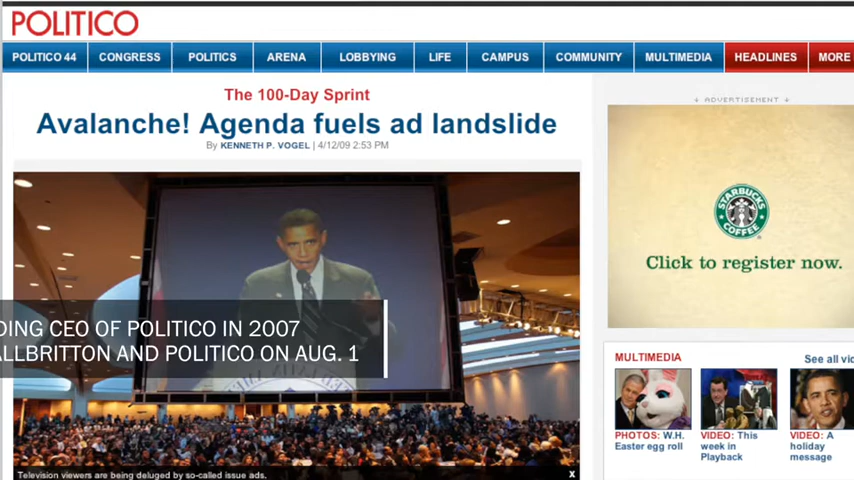 POLITICO
POLITICO 44 CONGRESS POLITICS ARENA LOBBYING LIFE CAMPUS COMMUNITY MULTIMEDIA HEADLINES MORE
The 100-Day Sprint
Avalanche! Agenda fuels ad landslide
By KENNETH P. VOGEL | 4/12/09 2:53 PM
ADVERTISEMENT
STARBUCKS
COFFEE
Click to register now.
DING CEO OF POLITICO IN 2007
ALLBRITTON AND POLITICO ON AUG. 1
MULTIMEDIA See all vid
PHOTOS: W.H.
Easter egg roll
VIDEO: This
week in
Playback
VIDEO: A
holiday
message
Television viewers are being deluged by so-called issue ads. X